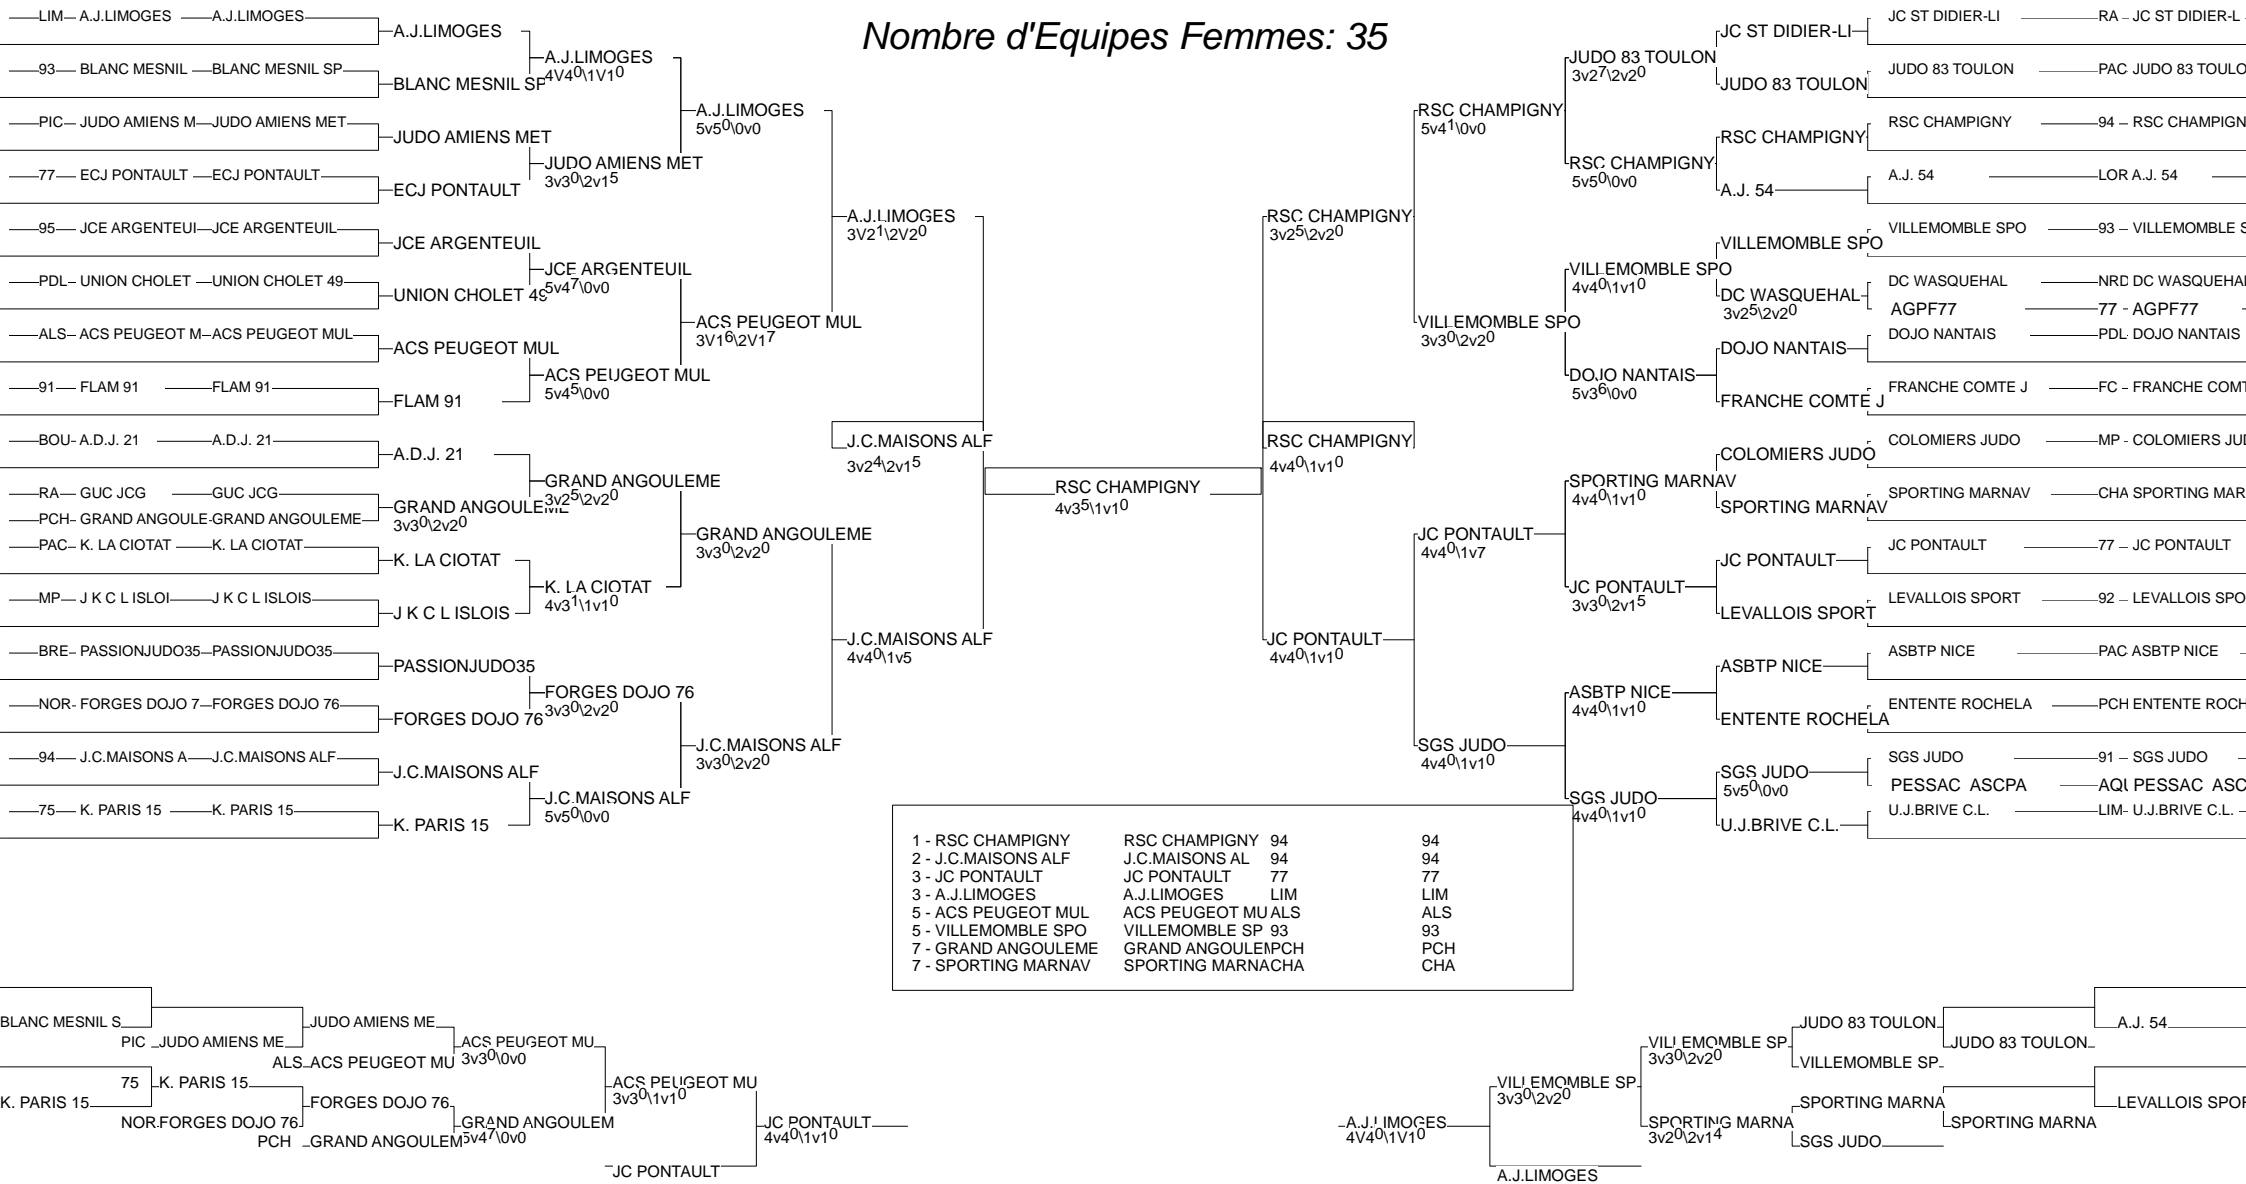 Nombre d'Equipes Femmes: 35
LIM A.J.LIMOGES A.J.LIMOGES
93 BLANC MESNIL BLANC MESNIL SP
PIC JUDO AMIENS M JUDO AMIENS MET
77 ECJ PONTAULT ECJ PONTAULT
95 JCE ARGENTEUI JCE ARGENTEUIL
PDL UNION CHOLET UNION CHOLET 49
ALS ACS PEUGEOT M ACS PEUGEOT MUL
91 FLAM 91 FLAM 91
BOU A.D.J. 21 A.D.J. 21
RA GUC JCG GUC JCG
PCH GRAND ANGOULE GRAND ANGOULEME
PAC K. LA CIOTAT K. LA CIOTAT
MP J K C L ISLOI J K C L ISLOIS
BRE PASSIONJUDO35 PASSIONJUDO35
NOR FORGES DOJO 7 FORGES DOJO 76
94 J.C.MAISONS A J.C.MAISONS ALF
75 K. PARIS 15 K. PARIS 15
A.J.LIMOGES
BLANC MESNIL SP
JUDO AMIENS MET
ECJ PONTAULT
JCE ARGENTEUIL
UNION CHOLET 49
ACS PEUGEOT MUL
FLAM 91
A.D.J. 21
GRAND ANGOULEME
3v30\2v20
K. LA CIOTAT
J K C L ISLOIS
PASSIONJUDO35
FORGES DOJO 76
J.C.MAISONS ALF
K. PARIS 15
A.J.LIMOGES
4V40\1V10
JUDO AMIENS MET
3v30\2v15
JCE ARGENTEUIL
5v47\0v0
ACS PEUGEOT MUL
5v45\0v0
GRAND ANGOULEME
3v25\2v20
K. LA CIOTAT
4v31\1v10
FORGES DOJO 76
3v30\2v20
J.C.MAISONS ALF
5v50\0v0
A.J.LIMOGES
5v50\0v0
ACS PEUGEOT MUL
3V16\2V17
GRAND ANGOULEME
3v30\2v20
J.C.MAISONS ALF
3v30\2v20
A.J.LIMOGES
3V21\2V20
J.C.MAISONS ALF
3v24\2v15
J.C.MAISONS ALF
4v40\1v5
RSC CHAMPIGNY
4v35\1v10
RSC CHAMPIGNY
3v25\2v20
RSC CHAMPIGNY
4v40\1v10
JC PONTAULT
4v40\1v10
RSC CHAMPIGNY
5v41\0v0
VILLEMOMBLE SPO
3v30\2v20
JC PONTAULT
4v40\1v7
SGS JUDO
4v40\1v10
JUDO 83 TOULON
3v27\2v20
RSC CHAMPIGNY
5v50\0v0
VILLEMOMBLE SPO
4v40\1v10
DOJO NANTAIS
5v36\0v0
SPORTING MARNAV
4v40\1v10
JC PONTAULT
3v30\2v15
ASBTP NICE
4v40\1v10
SGS JUDO
4v40\1v10
JC ST DIDIER-LI
JUDO 83 TOULON
RSC CHAMPIGNY
A.J. 54
VILLEMOMBLE SPO
DC WASQUEHAL
3v25\2v20
DOJO NANTAIS
FRANCHE COMTE J
COLOMIERS JUDO
SPORTING MARNAV
JC PONTAULT
LEVALLOIS SPORT
ASBTP NICE
ENTENTE ROCHELA
SGS JUDO
5v50\0v0
U.J.BRIVE C.L.
JC ST DIDIER-LI RA JC ST DIDIER-L
JUDO 83 TOULON PAC JUDO 83 TOULO
RSC CHAMPIGNY 94 RSC CHAMPIGN
A.J. 54 LOR A.J. 54
VILLEMOMBLE SPO 93 VILLEMOMBLE S
DC WASQUEHAL NRD DC WASQUEHAL
AGPF77 77 - AGPF77
DOJO NANTAIS PDL DOJO NANTAIS
FRANCHE COMTE J FC FRANCHE COMT
COLOMIERS JUDO MP COLOMIERS JUD
SPORTING MARNAV CHA SPORTING MAR
JC PONTAULT 77 JC PONTAULT
LEVALLOIS SPORT 92 LEVALLOIS SPO
ASBTP NICE PAC ASBTP NICE
ENTENTE ROCHELA PCH ENTENTE ROCH
SGS JUDO 91 SGS JUDO
PESSAC ASCPA AQU PESSAC ASC
U.J.BRIVE C.L. LIM U.J.BRIVE C.L.
1 - RSC CHAMPIGNY RSC CHAMPIGNY 94 94
2 - J.C.MAISONS ALF J.C.MAISONS AL 94 94
3 - JC PONTAULT JC PONTAULT 77 77
3 - A.J.LIMOGES A.J.LIMOGES LIM LIM
5 - ACS PEUGEOT MUL ACS PEUGEOT MU ALS ALS
5 - VILLEMOMBLE SPO VILLEMOMBLE SP 93 93
7 - GRAND ANGOULEME GRAND ANGOULEM PCH PCH
7 - SPORTING MARNAV SPORTING MARNA CHA CHA
BLANC MESNIL S
K. PARIS 15
PIC JUDO AMIENS ME
75 K. PARIS 15
NOR FORGES DOJO 76
JUDO AMIENS ME
ALS ACS PEUGEOT MU
FORGES DOJO 76
PCH GRAND ANGOULEM
ACS PEUGEOT MU
3v30\0v0
GRAND ANGOULEM
5v47\0v0
ACS PEUGEOT MU
3v30\1v10
JC PONTAULT
JC PONTAULT
4v40\1v10
A.J.LIMOGES
4V40\1V10
VILLEMOMBLE SP
3v30\2v20
A.J.LIMOGES
VILLEMOMBLE SP
3v30\2v20
SPORTING MARNA
3v20\2v14
JUDO 83 TOULON
VILLEMOMBLE SP
SPORTING MARNA
SGS JUDO
JUDO 83 TOULON
SPORTING MARNA
A.J. 54
LEVALLOIS SPOR